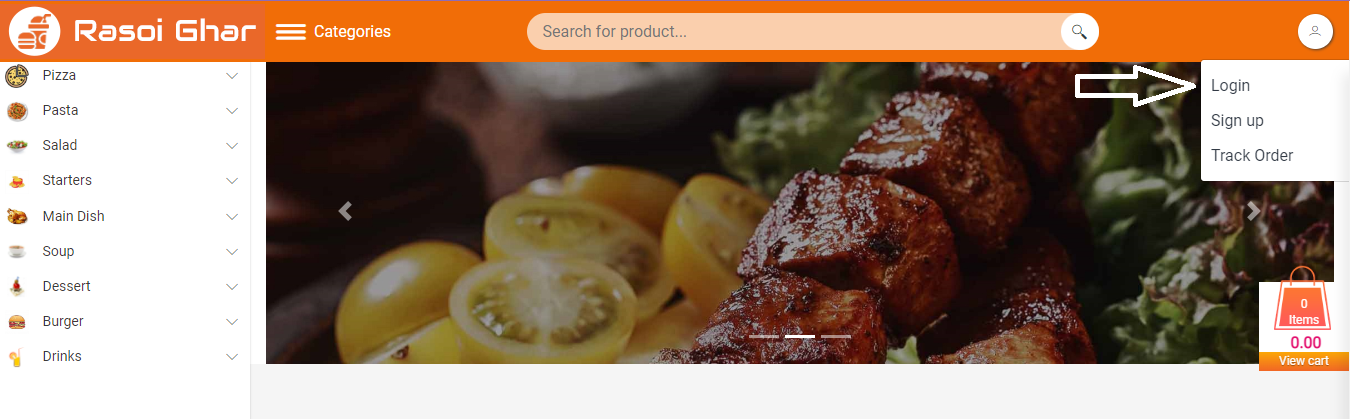 Rasoi Ghar
Categories
Search for product...
Pizza
Pasta
Salad
Starters
Main Dish
Soup
Dessert
Burger
Drinks
Login
Sign up
Track Order
0
Items
0.00
View cart